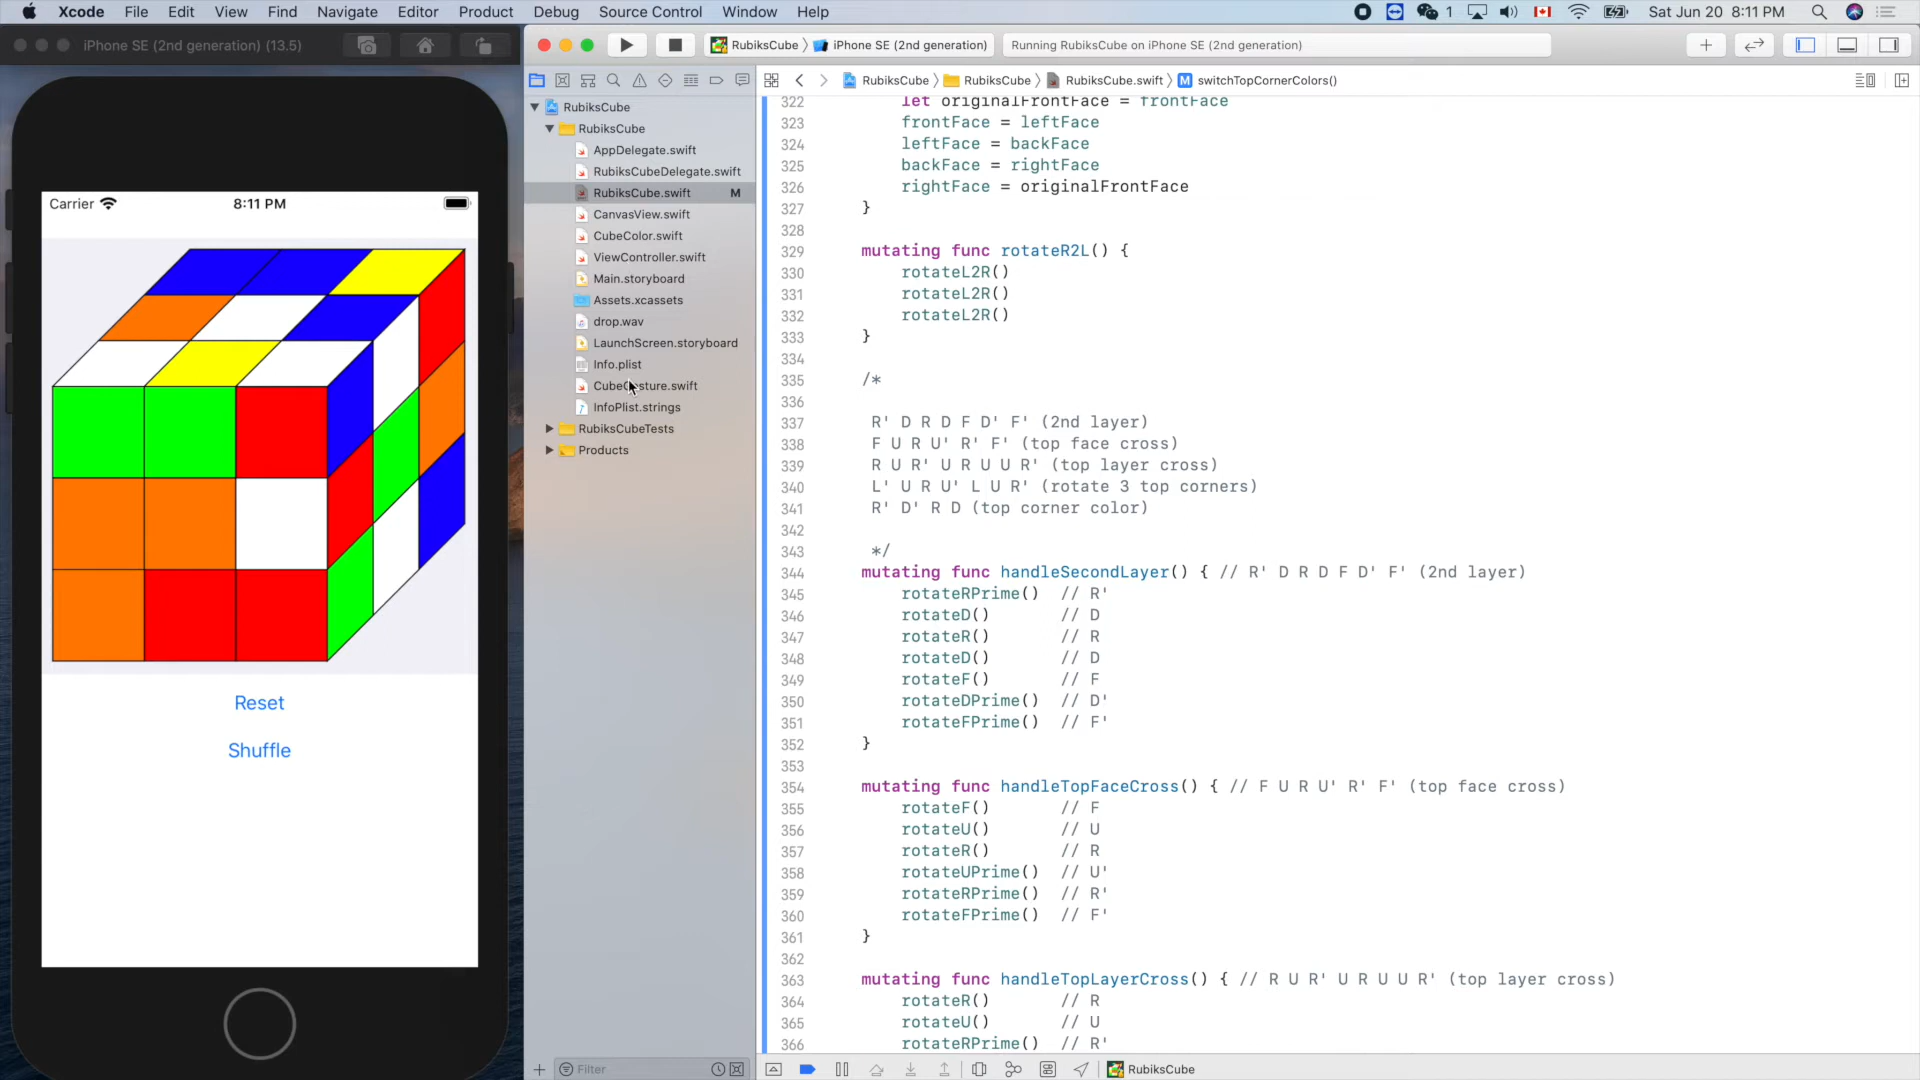 Xcode File Edit View Find Navigate Editor Product Debug Source Control Window Help 1 Sat Jun 20 8:11 PM
iPhone SE (2nd generation) (13.5)
RubiksCube iPhone SE (2nd generation) Running RubiksCube on iPhone SE (2nd generation)
RubiksCube RubiksCube RubiksCube.swift M switchTopCornerColors()
Carrier 8:11 PM
Reset
Shuffle
RubiksCube
RubiksCube
AppDelegate.swift
RubiksCubeDelegate.swift
RubiksCube.swift M
CanvasView.swift
CubeColor.swift
ViewController.swift
Main.storyboard
Assets.xcassets
drop.wav
LaunchScreen.storyboard
Info.plist
CubeGesture.swift
InfoPlist.strings
RubiksCubeTests
Products
Filter
322 let originalFrontFace = frontFace
323 frontFace = leftFace
324 leftFace = backFace
325 backFace = rightFace
326 rightFace = originalFrontFace
327 }
328
329 mutating func rotateR2L() {
330 rotateL2R()
331 rotateL2R()
332 rotateL2R()
333 }
334
335 /*
336
337 R' D R D F D' F' (2nd layer)
338 F U R U' R' F' (top face cross)
339 R U R' U R U U R' (top layer cross)
340 L' U R U' L U R' (rotate 3 top corners)
341 R' D' R D (top corner color)
342
343 */
344 mutating func handleSecondLayer() { // R' D R D F D' F' (2nd layer)
345 rotateRPrime() // R'
346 rotateD() // D
347 rotateR() // R
348 rotateD() // D
349 rotateF() // F
350 rotateDPrime() // D'
351 rotateFPrime() // F'
352 }
353
354 mutating func handleTopFaceCross() { // F U R U' R' F' (top face cross)
355 rotateF() // F
356 rotateU() // U
357 rotateR() // R
358 rotateUPrime() // U'
359 rotateRPrime() // R'
360 rotateFPrime() // F'
361 }
362
363 mutating func handleTopLayerCross() { // R U R' U R U U R' (top layer cross)
364 rotateR() // R
365 rotateU() // U
366 rotateRPrime() // R'
RubiksCube